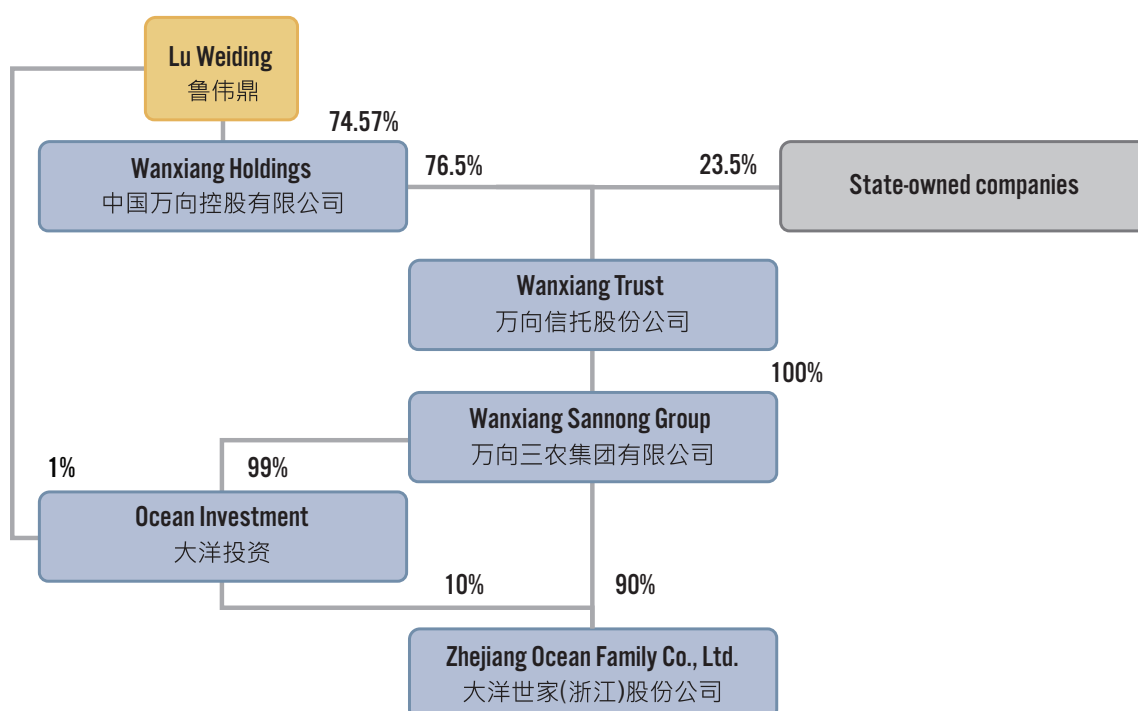 Lu Weiding
鲁伟鼎
74.57%
Wanxiang Holdings
中国万向控股有限公司
76.5%
23.5%
State-owned companies
Wanxiang Trust
万向信托股份公司
100%
Wanxiang Sannong Group
万向三农集团有限公司
1%
99%
Ocean Investment
大洋投资
10%
90%
Zhejiang Ocean Family Co., Ltd.
大洋世家(浙江)股份公司